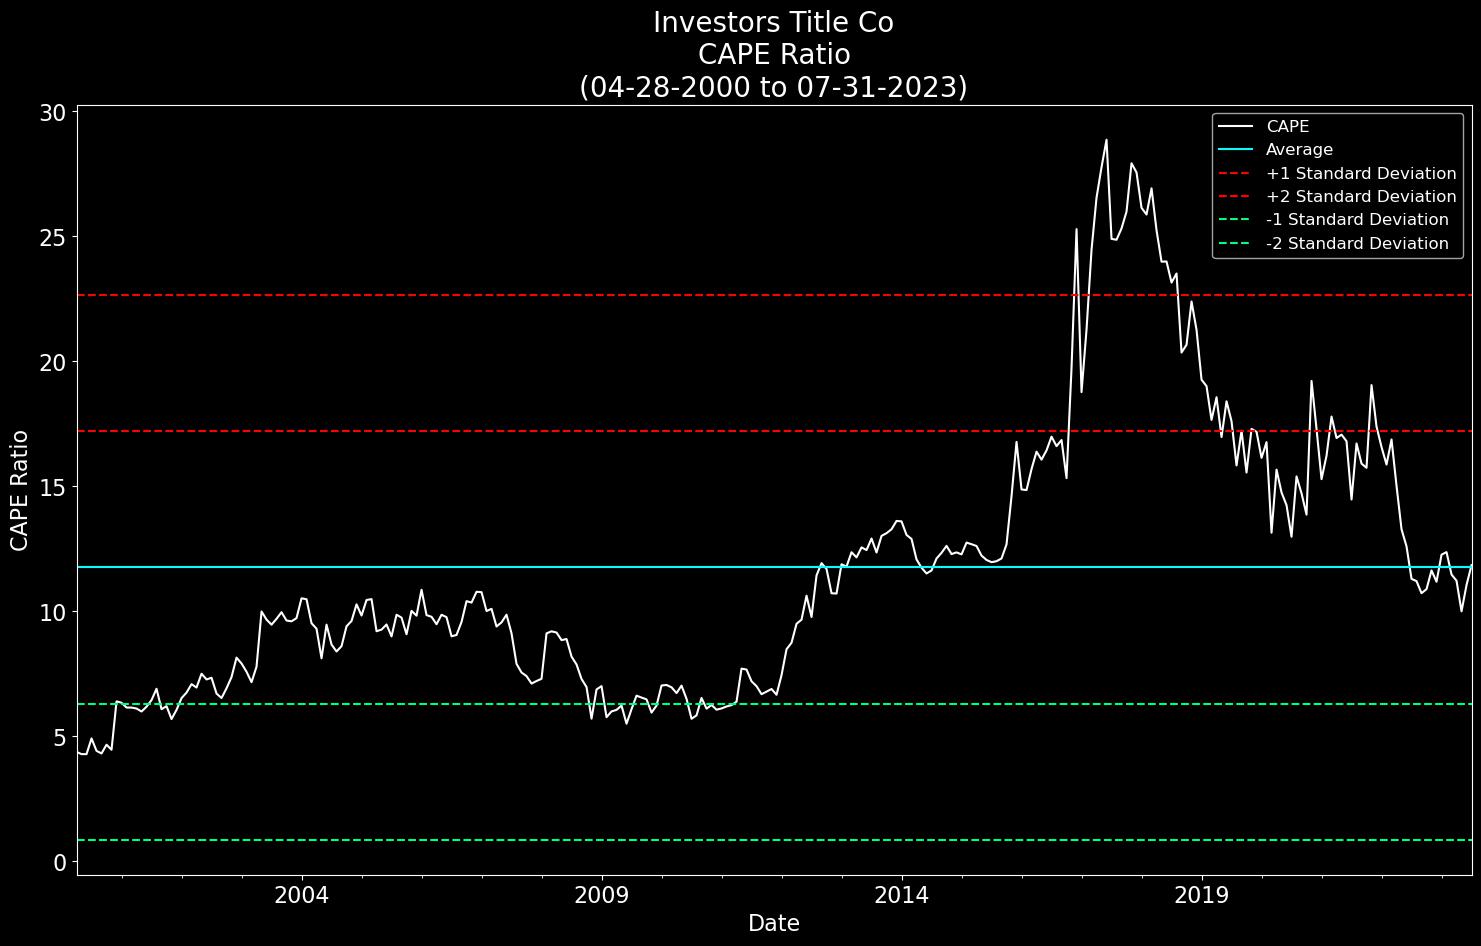 Investors Title Co
CAPE Ratio
(04-28-2000 to 07-31-2023)
30
25
20
15
10
5
0
CAPE Ratio
CAPE
Average
+1 Standard Deviation
+2 Standard Deviation
-1 Standard Deviation
-2 Standard Deviation
2004
2009
2014
2019
Date